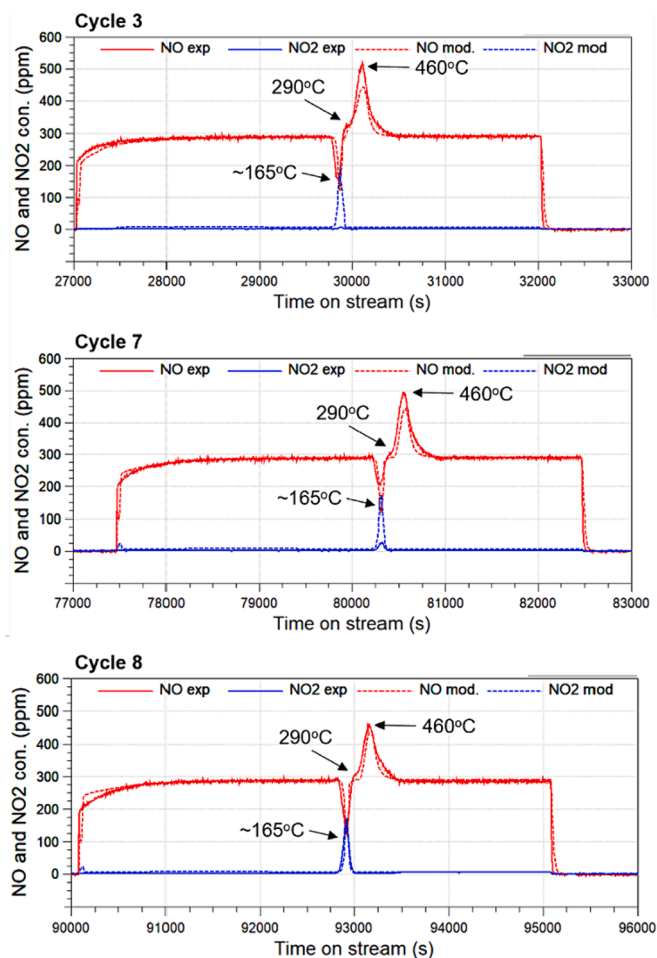 Cycle 3
NO exp NO2 exp NO mod. NO2 mod
NO and NO2 con. (ppm)
600
500
400
300
200
100
0
460°C
290°C
~165°C
27000 28000 29000 30000 31000 32000 33000
Time on stream (s)
Cycle 7
NO exp NO2 exp NO mod. NO2 mod
NO and NO2 con. (ppm)
600
500
400
300
200
100
0
460°C
290°C
~165°C
77000 78000 79000 80000 81000 82000 83000
Time on stream (s)
Cycle 8
NO exp NO2 exp NO mod. NO2 mod
NO and NO2 con. (ppm)
600
500
400
300
200
100
0
460°C
290°C
~165°C
90000 91000 92000 93000 94000 95000 96000
Time on stream (s)